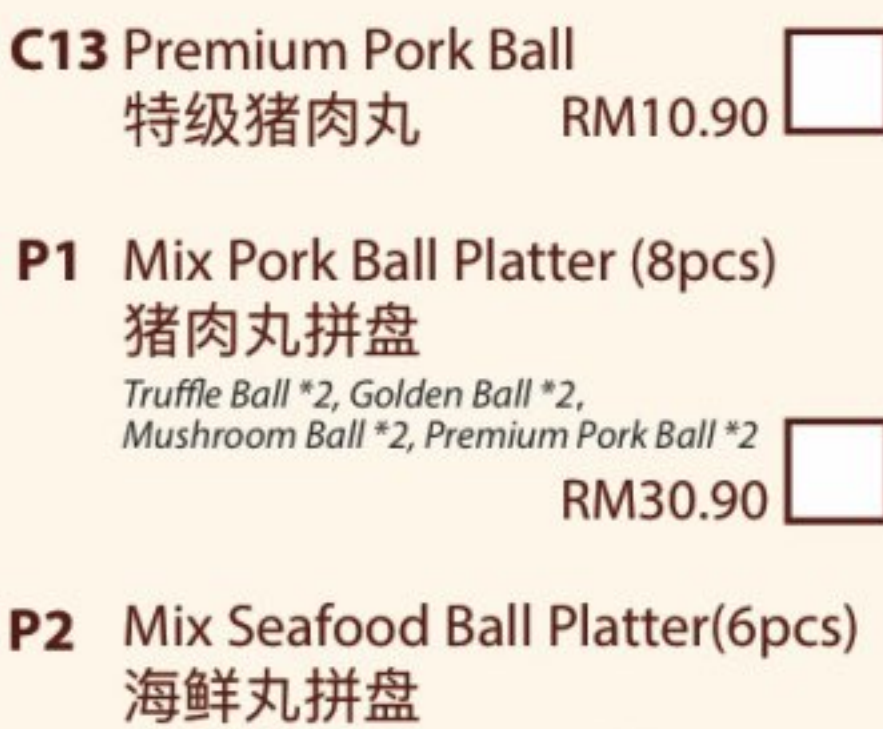 C13 Premium Pork Ball
特级猪肉丸 RM10.90
P1 Mix Pork Ball Platter (8pcs)
猪肉丸拼盘
Truffle Ball *2, Golden Ball *2,
Mushroom Ball *2, Premium Pork Ball *2
RM30.90
P2 Mix Seafood Ball Platter(6pcs)
海鲜丸拼盘